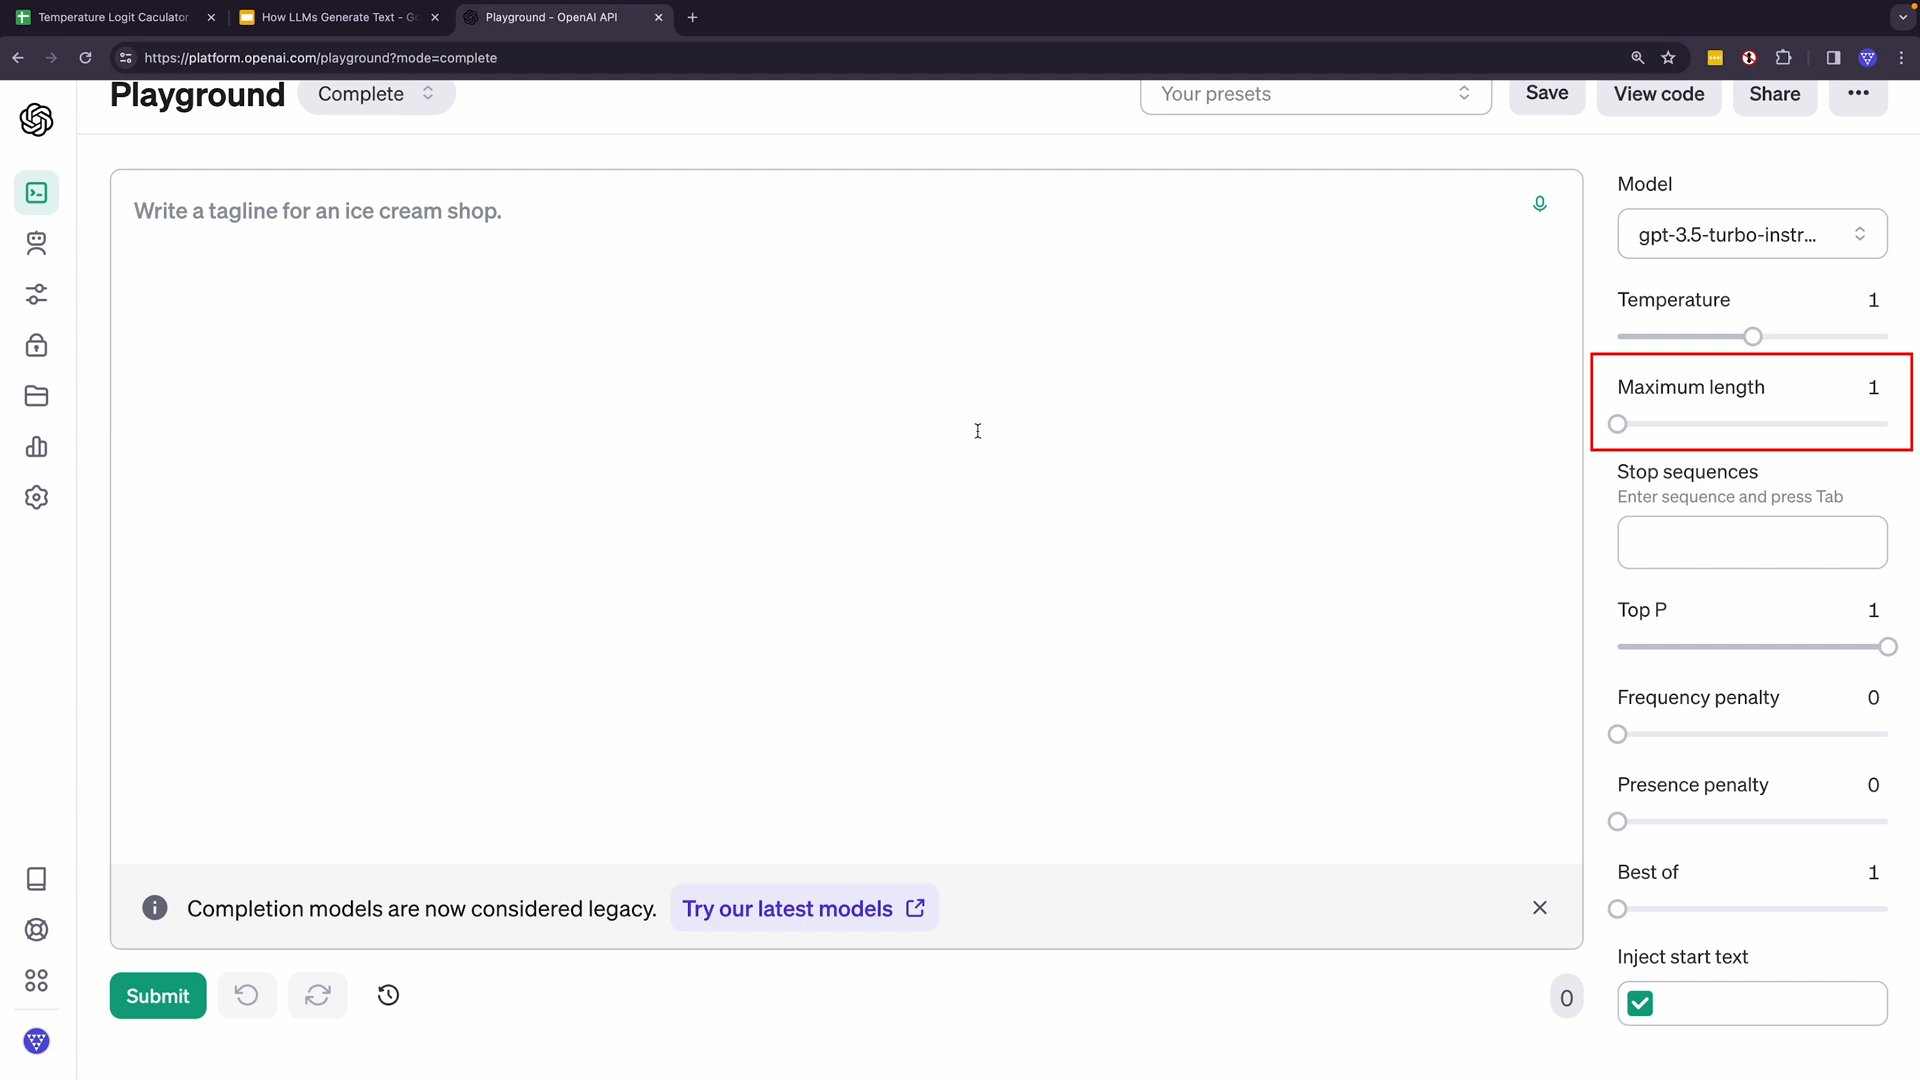 Temperature Logit Caculator
How LLMs Generate Text - G
Playground - OpenAI API
https://platform.openai.com/playground?mode=complete
Playground
Complete
Your presets
Save
View code
Share
Write a tagline for an ice cream shop.
Model
gpt-3.5-turbo-instr...
Temperature 1
Maximum length 1
Stop sequences
Enter sequence and press Tab
Top P 1
Frequency penalty 0
Presence penalty 0
Best of 1
Inject start text
Completion models are now considered legacy. Try our latest models
Submit
0